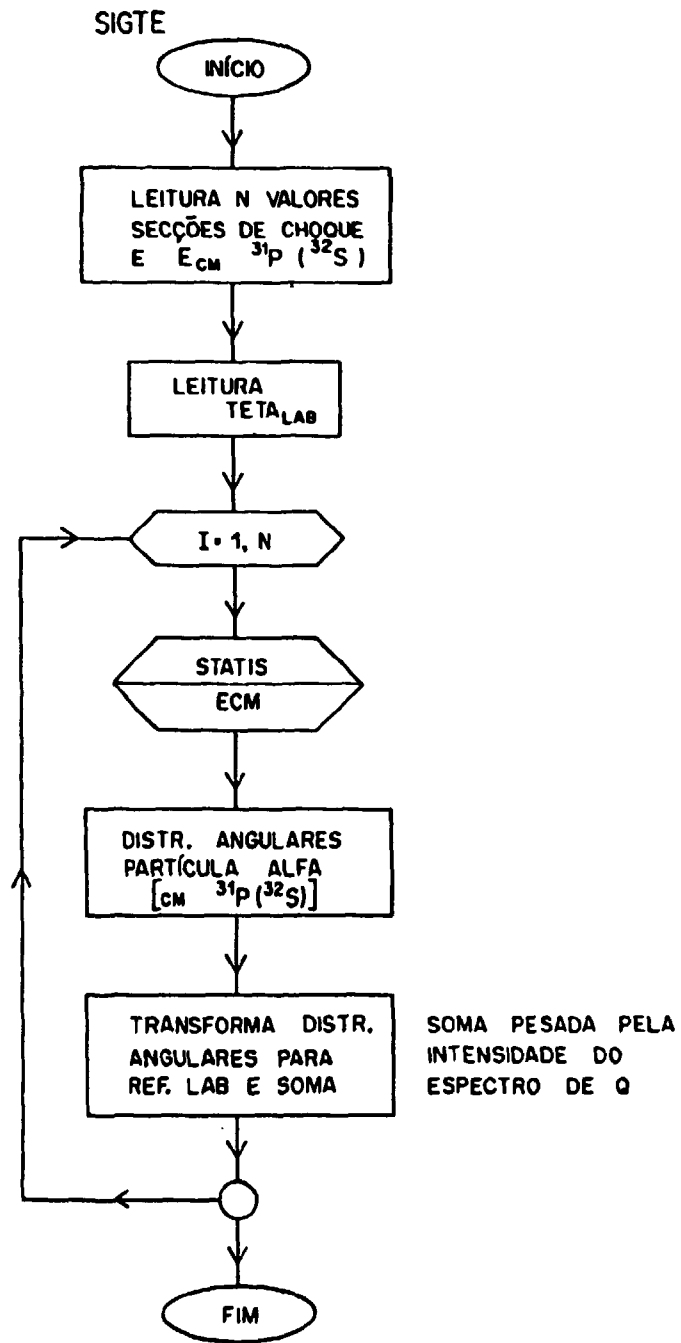 SIGTE
INÍCIO
LEITURA N VALORES
SECÇÕES DE CHOQUE
E E_CM ³¹P (³²S)
LEITURA
TETA_LAB
I = 1, N
STATIS
ECM
DISTR. ANGULARES
PARTÍCULA ALFA
[CM ³¹P(³²S)]
TRANSFORMA DISTR.
ANGULARES PARA
REF. LAB E SOMA
SOMA PESADA PELA
INTENSIDADE DO
ESPECTRO DE Q
FIM